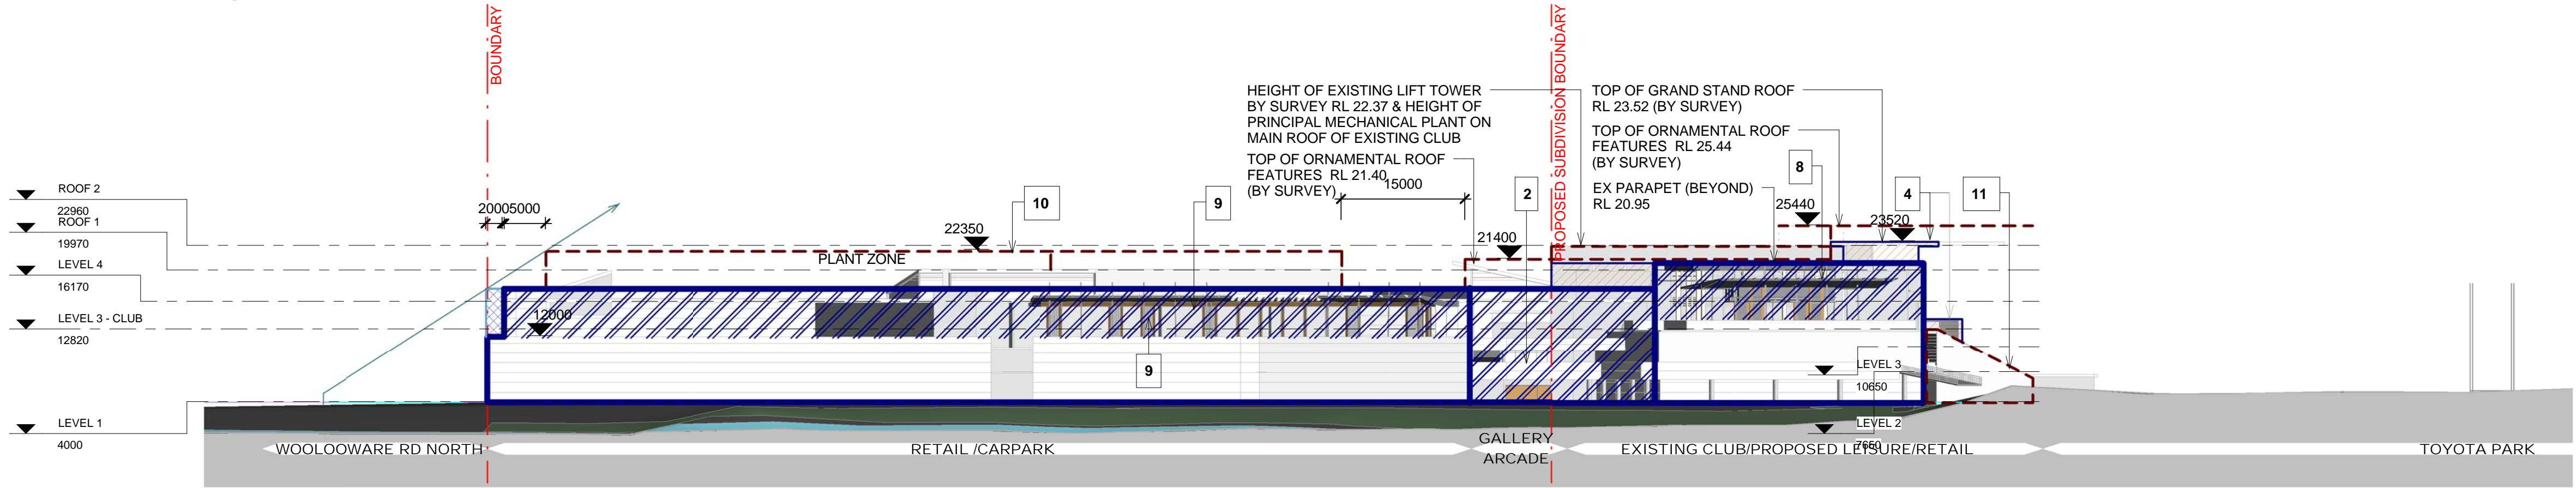 BOUNDARY
PROPOSED SUBDIVISION BOUNDARY
HEIGHT OF EXISTING LIFT TOWER
BY SURVEY RL 22.37 & HEIGHT OF
PRINCIPAL MECHANICAL PLANT ON
MAIN ROOF OF EXISTING CLUB
TOP OF ORNAMENTAL ROOF
FEATURES RL 21.40
(BY SURVEY)
15000
TOP OF GRAND STAND ROOF
RL 23.52 (BY SURVEY)
TOP OF ORNAMENTAL ROOF
FEATURES RL 25.44
(BY SURVEY)
EX PARAPET (BEYOND)
RL 20.95
8
2
4
11
10
9
25440
23520
21400
22350
PLANT ZONE
2000
5000
12000
9
ROOF 2
22960
ROOF 1
19970
LEVEL 4
16170
LEVEL 3 - CLUB
12820
LEVEL 1
4000
LEVEL 3
10650
LEVEL 2
7650
WOOLOOWARE RD NORTH
RETAIL /CARPARK
GALLERY
ARCADE
EXISTING CLUB/PROPOSED LEISURE/RETAIL
TOYOTA PARK